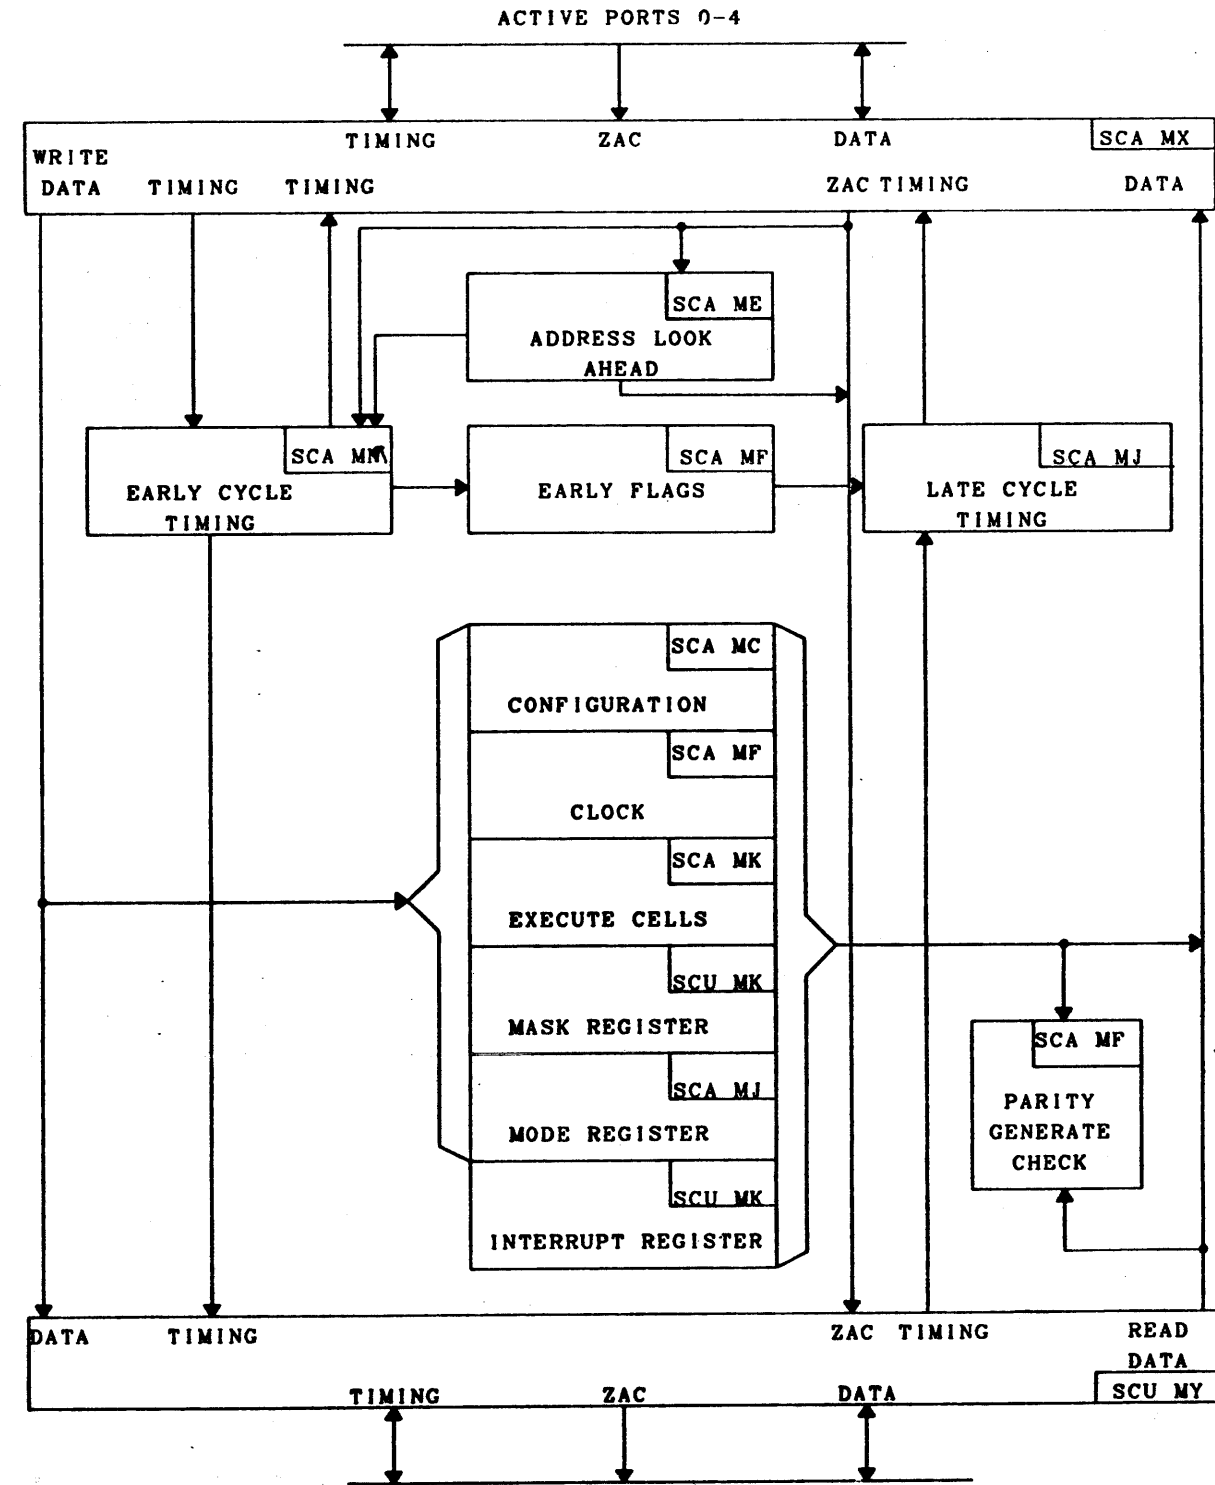 ACTIVE PORTS 0-4
TIMING ZAC DATA SCA MX
WRITE
DATA TIMING TIMING ZAC TIMING DATA
SCA ME
ADDRESS LOOK
AHEAD
SCA SCA MF SCA MJ
EARLY CYCLE EARLY FLAGS LATE CYCLE
TIMING TIMING
SCA MC
CONFIGURATION
SCA MF
CLOCK
SCA MK
EXECUTE CELLS
SCU MK
MASK REGISTER
SCA MF
SCA MJ
PARITY
MODE REGISTER GENERATE
CHECK
SCU MK
INTERRUPT REGISTER
DATA TIMING ZAC TIMING READ
DATA
TIMING ZAC DATA SCU MY